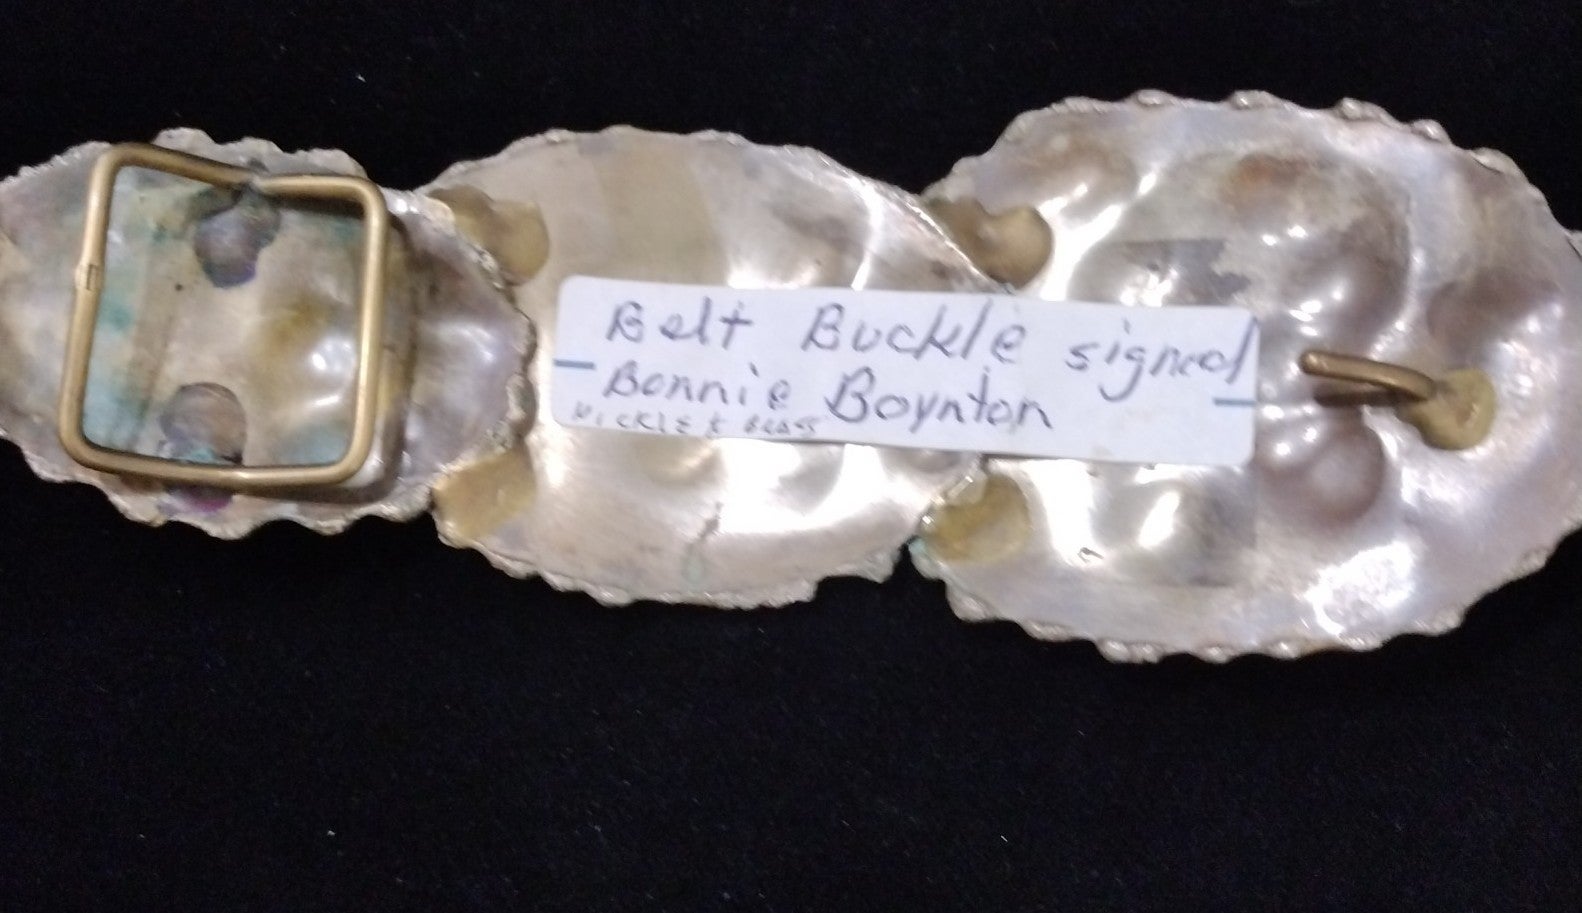 Belt Buckle signed
Bonnie Boynton
NICKLE & BRASS